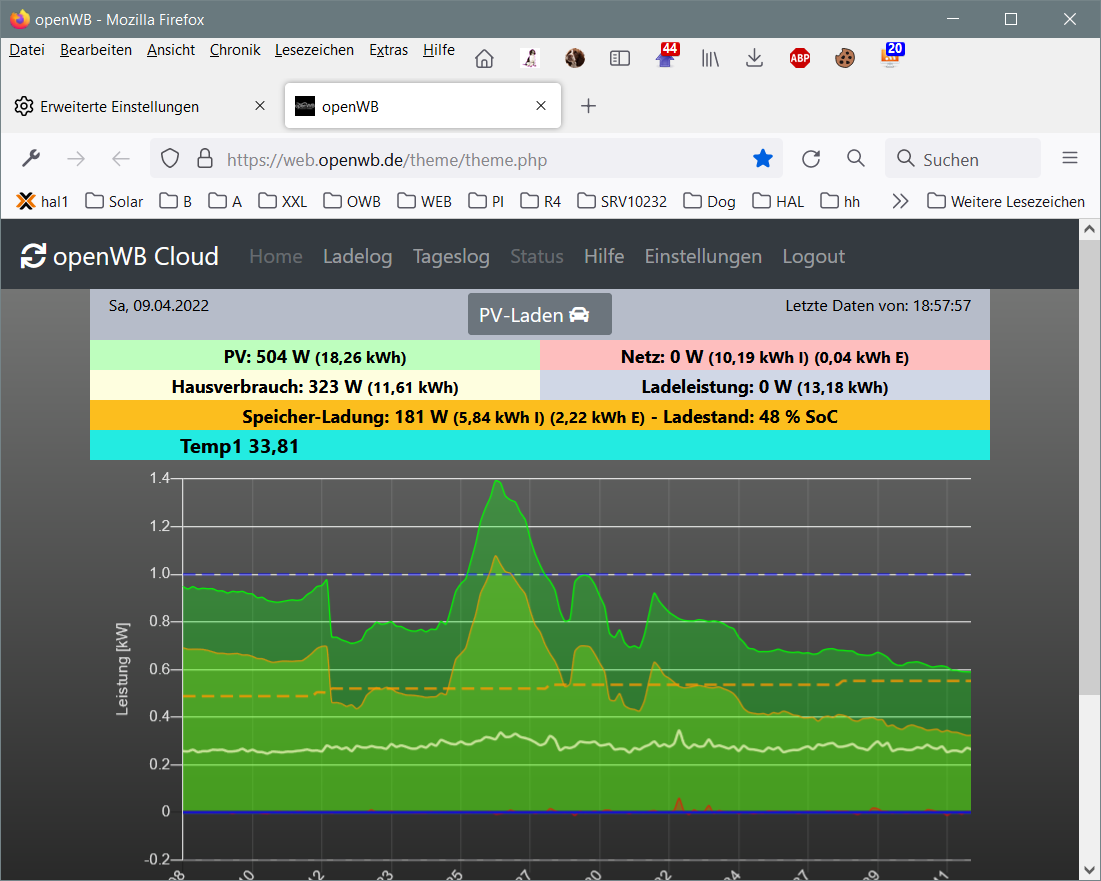 openWB - Mozilla Firefox
Datei Bearbeiten Ansicht Chronik Lesezeichen Extras Hilfe 44 ABP 20
Erweiterte Einstellungen openWB
https://web.openwb.de/theme/theme.php Suchen
hal1 Solar B A XXL OWB WEB PI R4 SRV10232 Dog HAL hh Weitere Lesezeichen
openWB Cloud Home Ladelog Tageslog Status Hilfe Einstellungen Logout
Sa, 09.04.2022 PV-Laden Letzte Daten von: 18:57:57
PV: 504 W (18,26 kWh) Netz: 0 W (10,19 kWh I) (0,04 kWh E)
Hausverbrauch: 323 W (11,61 kWh) Ladeleistung: 0 W (13,18 kWh)
Speicher-Ladung: 181 W (5,84 kWh I) (2,22 kWh E) - Ladestand: 48 % SoC
Temp1 33,81
1.4
1.2
1.0
0.8
0.6
0.4
0.2
0
-0.2
Leistung [kW]